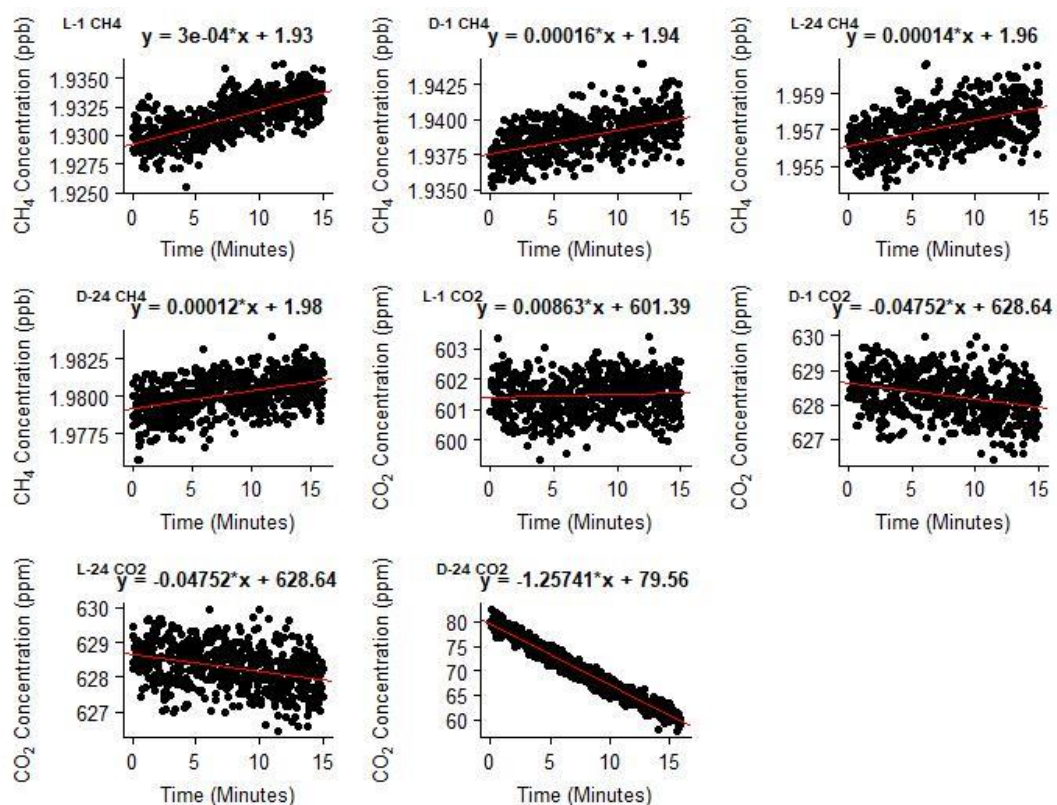 L-1 CH4
y = 3e-04*x + 1.93
CH4 Concentration (ppb)
1.9350
1.9325
1.9300
1.9275
1.9250
0 5 10 15
Time (Minutes)
D-1 CH4
y = 0.00016*x + 1.94
CH4 Concentration (ppb)
1.9425
1.9400
1.9375
1.9350
0 5 10 15
Time (Minutes)
L-24 CH4
y = 0.00014*x + 1.96
CH4 Concentration (ppb)
1.959
1.957
1.955
0 5 10 15
Time (Minutes)
D-24 CH4
y = 0.00012*x + 1.98
CH4 Concentration (ppb)
1.9825
1.9800
1.9775
0 5 10 15
Time (Minutes)
L-1 CO2
y = 0.00863*x + 601.39
CO2 Concentration (ppm)
603
602
601
600
0 5 10 15
Time (Minutes)
D-1 CO2
y = -0.04752*x + 628.64
CO2 Concentration (ppm)
630
629
628
627
0 5 10 15
Time (Minutes)
L-24 CO2
y = -0.04752*x + 628.64
CO2 Concentration (ppm)
630
629
628
627
0 5 10 15
Time (Minutes)
D-24 CO2
y = -1.25741*x + 79.56
CO2 Concentration (ppm)
80
75
70
65
60
0 5 10 15
Time (Minutes)